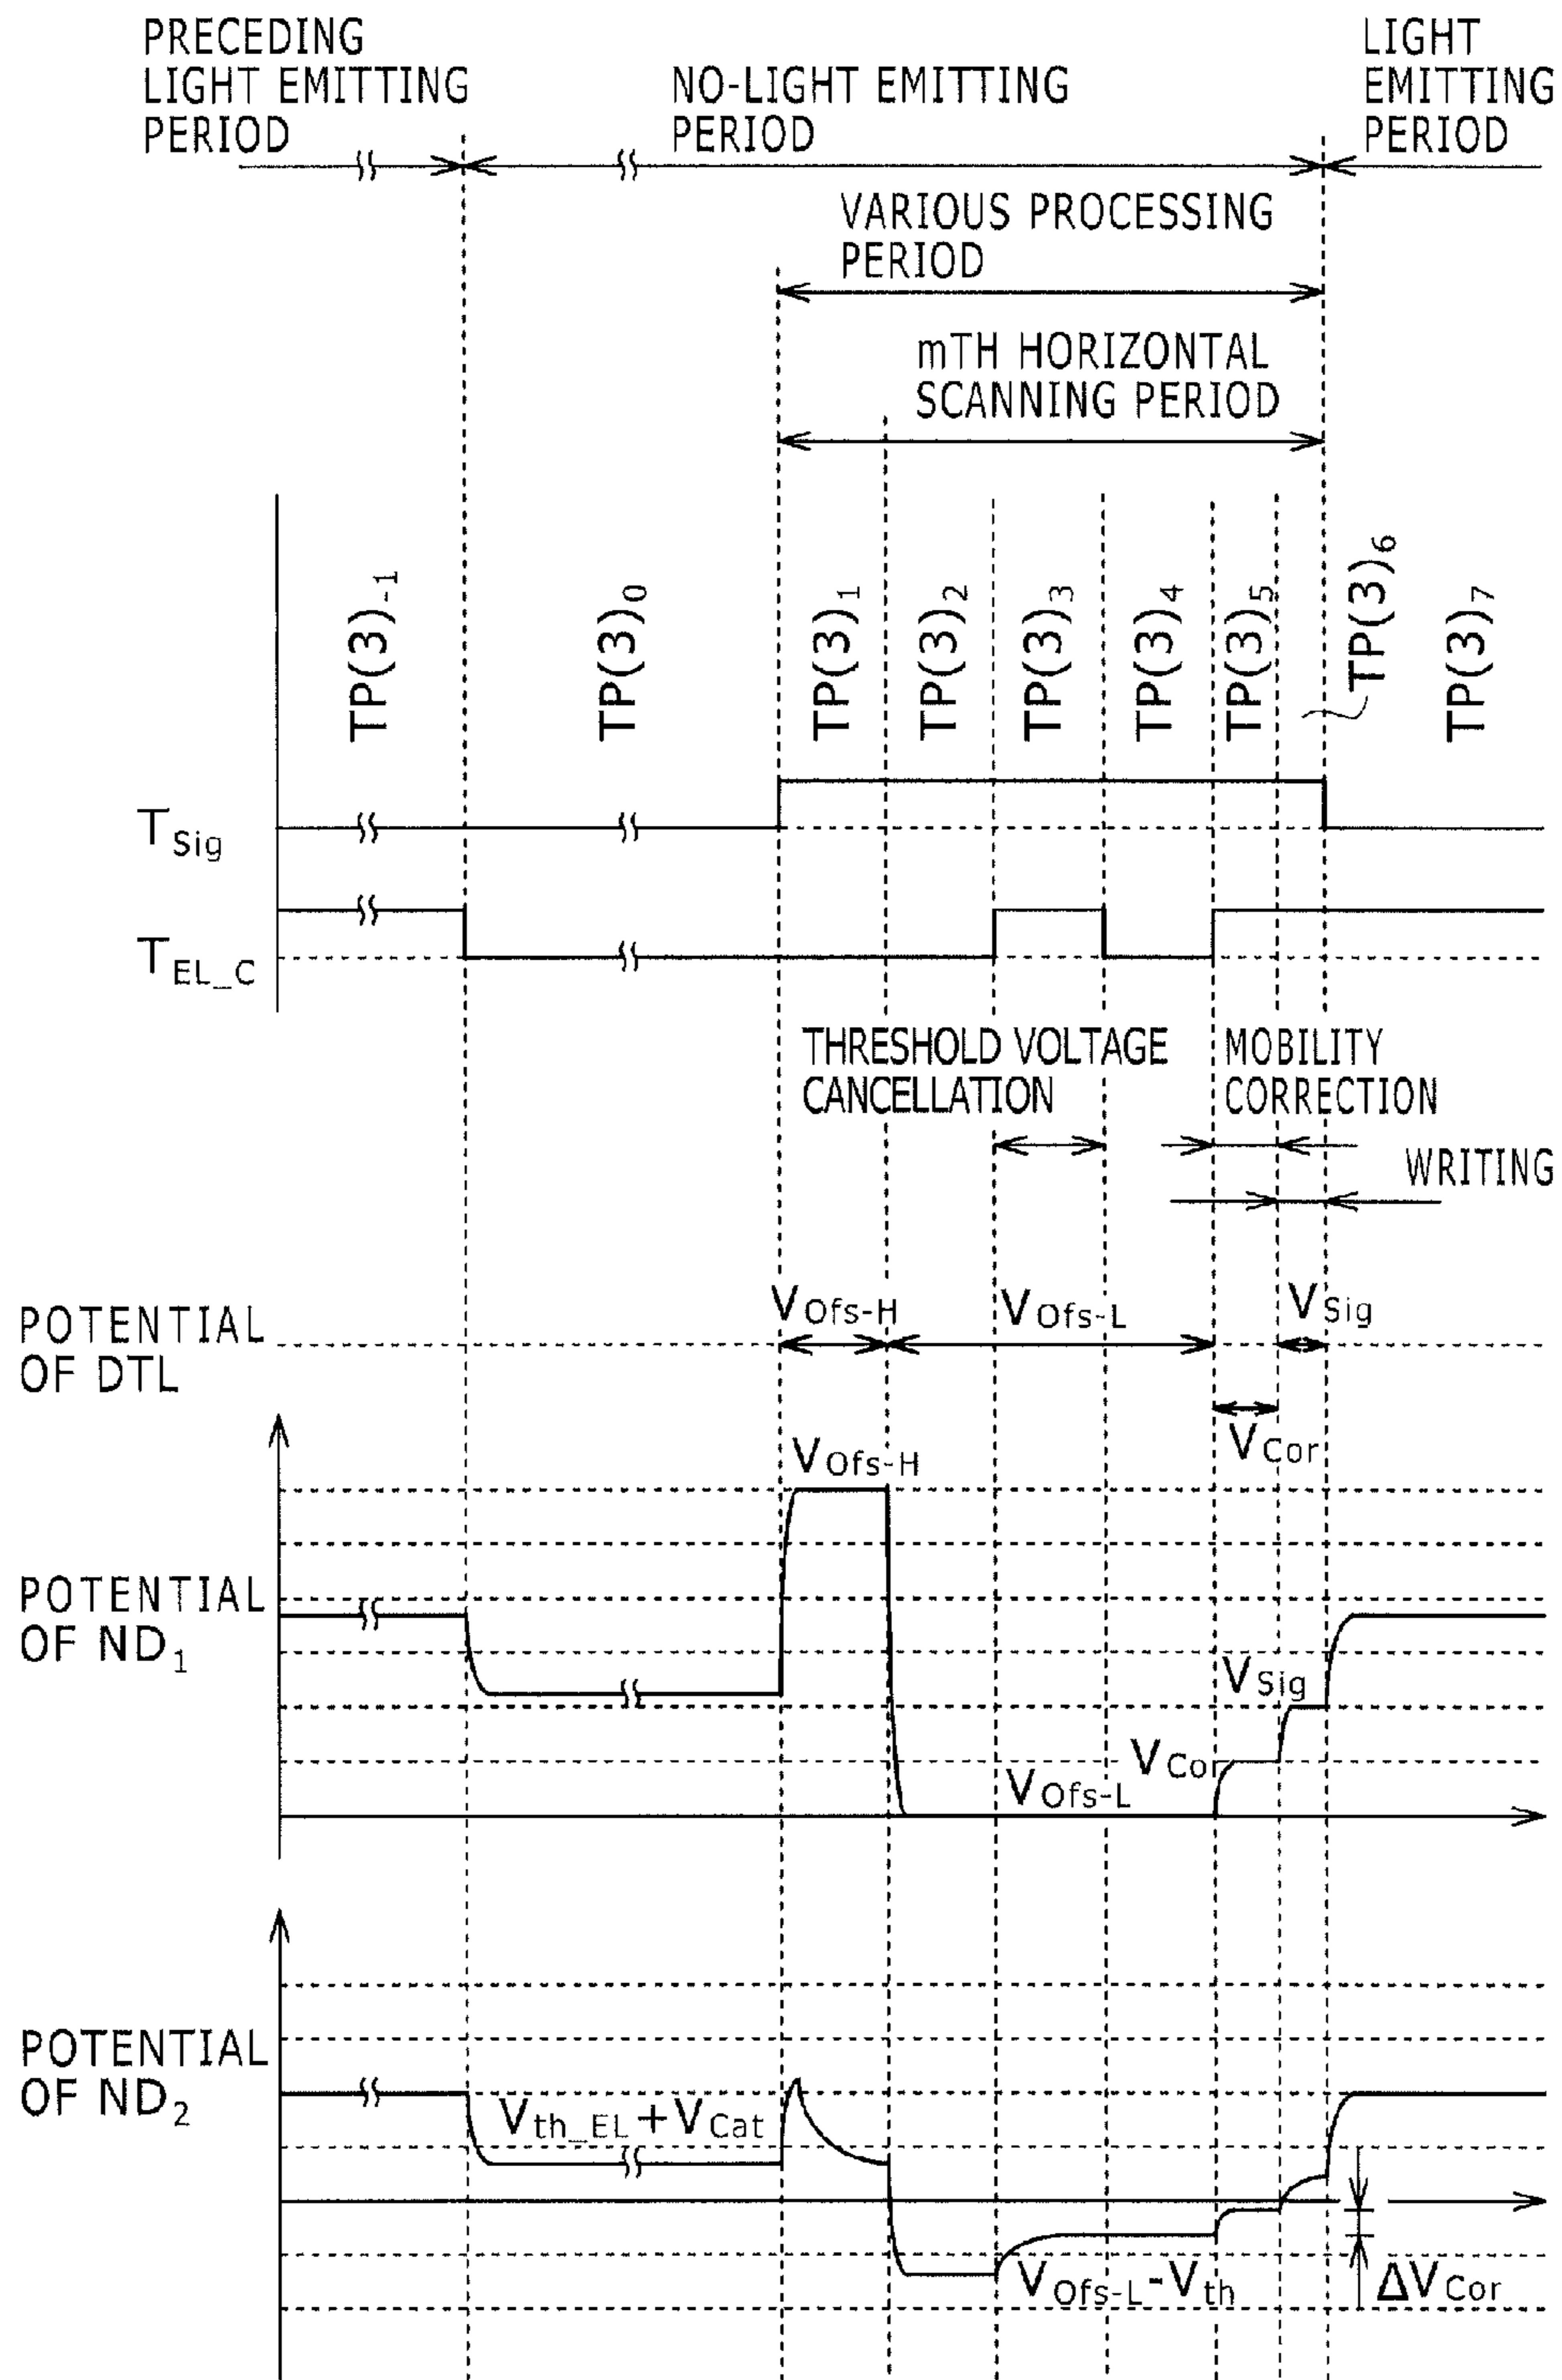 PRECEDING
LIGHT EMITTING
PERIOD
NO-LIGHT EMITTING
PERIOD
LIGHT
EMITTING
PERIOD
VARIOUS PROCESSING
PERIOD
mTH HORIZONTAL
SCANNING PERIOD
TP(3)-1
TP(3)0
TP(3)1
TP(3)2
TP(3)3
TP(3)4
TP(3)5
TP(3)6
TP(3)7
TSig
TEL_C
THRESHOLD VOLTAGE
CANCELLATION
MOBILITY
CORRECTION
WRITING
POTENTIAL
OF DTL
VOfs-H
VOfs-L
VSig
VCor
POTENTIAL
OF ND1
VOfs-H
VOfs-L
VCor
VSig
POTENTIAL
OF ND2
Vth_EL+VCat
VOfs-L-Vth
ΔVCor